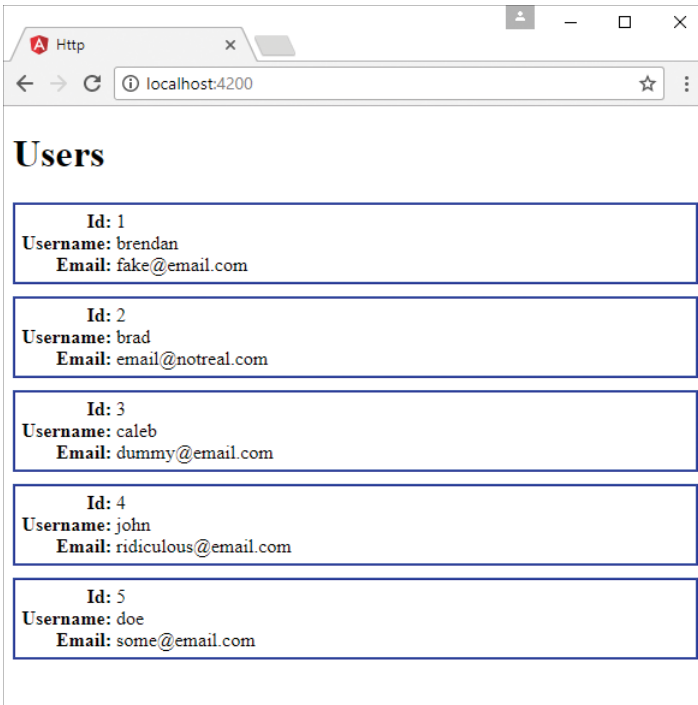 Http
localhost:4200
Users
Id: 1
Username: brendan
Email: fake@email.com
Id: 2
Username: brad
Email: email@notreal.com
Id: 3
Username: caleb
Email: dummy@email.com
Id: 4
Username: john
Email: ridiculous@email.com
Id: 5
Username: doe
Email: some@email.com